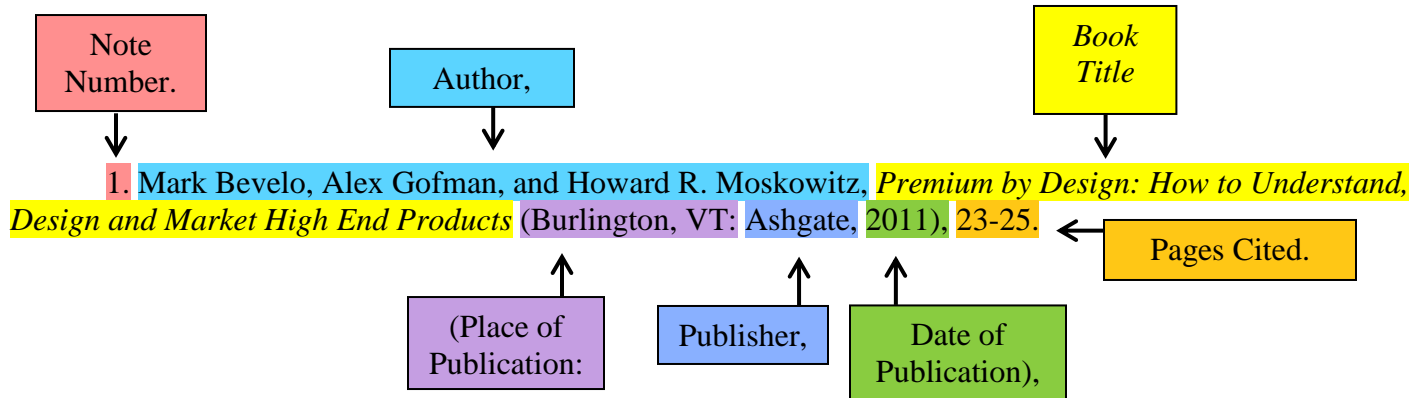 Note
Number.
Author,
Book
Title
1. Mark Bevelo, Alex Gofman, and Howard R. Moskowitz, Premium by Design: How to Understand,
Design and Market High End Products (Burlington, VT: Ashgate, 2011), 23-25.
Pages Cited.
(Place of
Publication:
Publisher,
Date of
Publication),